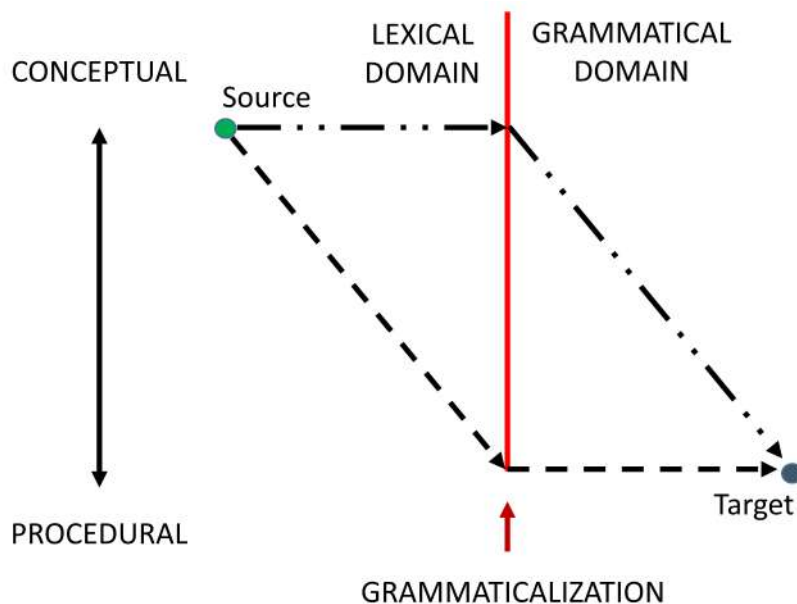 LEXICAL
DOMAIN
GRAMMATICAL
DOMAIN
CONCEPTUAL
Source
Target
PROCEDURAL
GRAMMATICALIZATION